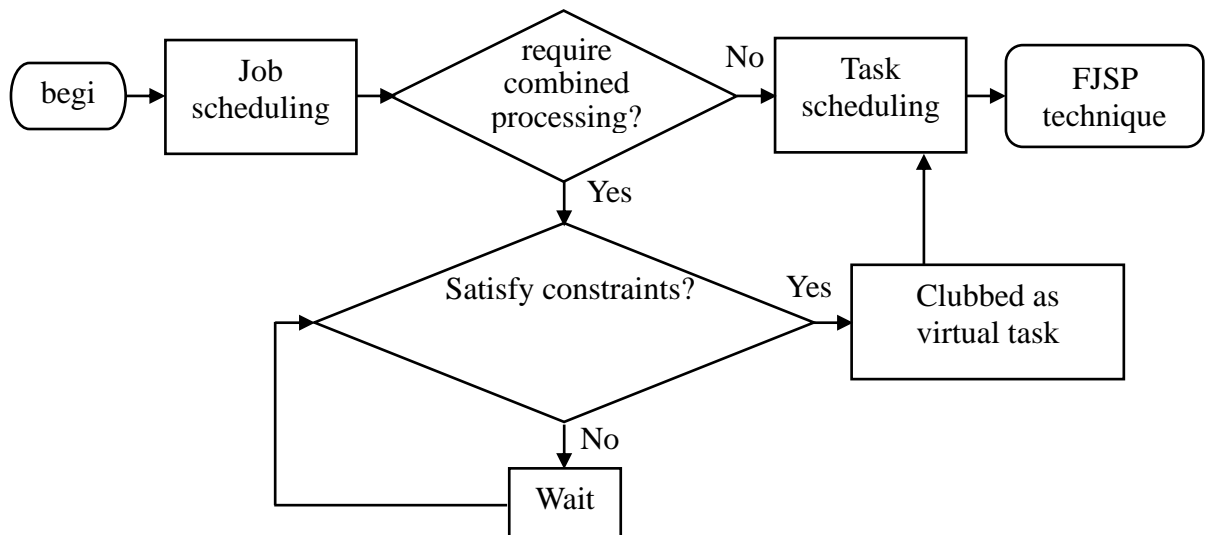 begi
Job
scheduling
require
combined
processing?
No
Task
scheduling
FJSP
technique
Yes
Satisfy constraints?
Yes
Clubbed as
virtual task
No
Wait